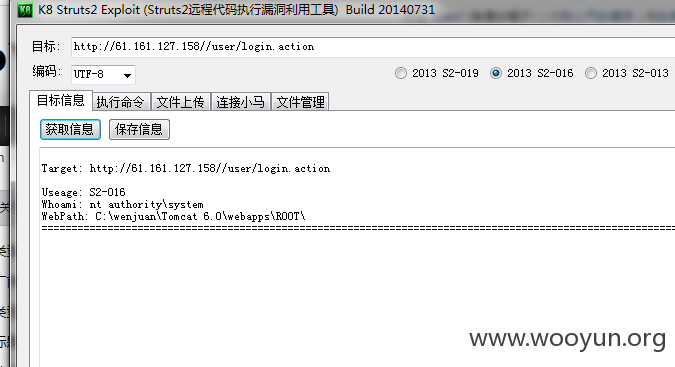 K8 Struts2 Exploit (Struts2远程代码执行漏洞利用工具) Build 20140731
目标: http://61.161.127.158//user/login.action
编码: UTF-8 2013 S2-019 2013 S2-016 2013 S2-013
目标信息 执行命令 文件上传 连接小马 文件管理
获取信息 保存信息
Target: http://61.161.127.158//user/login.action
Useage: S2-016
Whoami: nt authority\system
WebPath: C:\wenjuan\Tomcat 6.0\webapps\ROOT\
www.wooyun.org